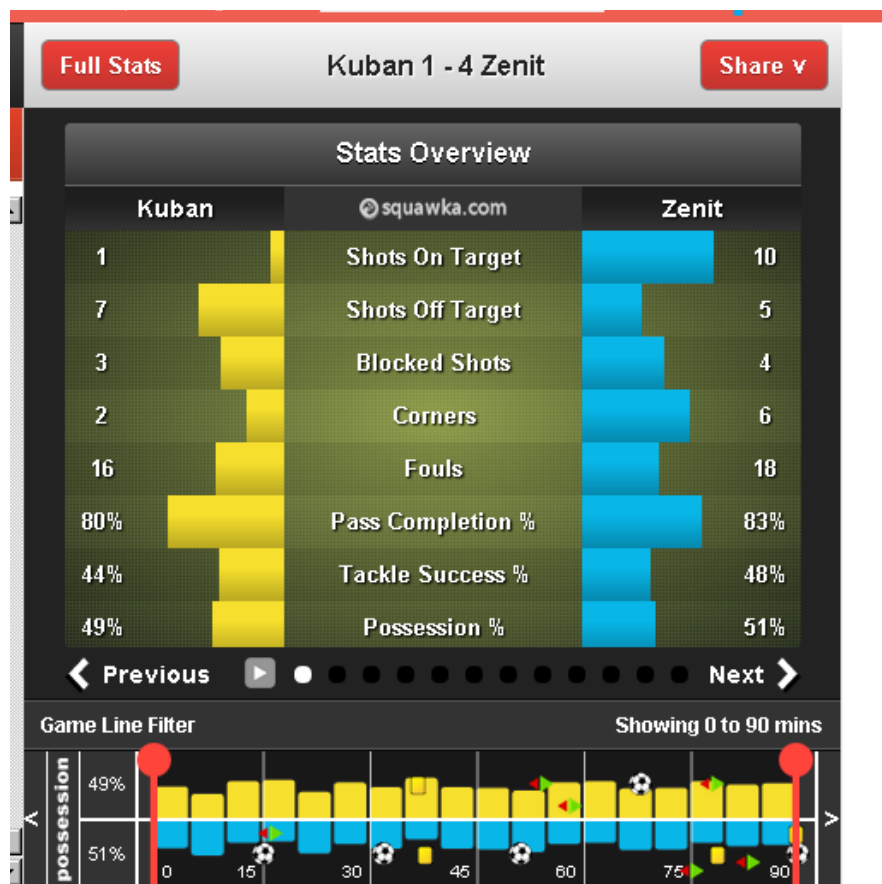 Full Stats Kuban 1 - 4 Zenit Share v
Stats Overview
Kuban squawka.com Zenit
1 Shots On Target 10
7 Shots Off Target 5
3 Blocked Shots 4
2 Corners 6
16 Fouls 18
80% Pass Completion % 83%
44% Tackle Success % 48%
49% Possession % 51%
Previous Next
Game Line Filter Showing 0 to 90 mins
possession
49%
51%
0 15 30 45 60 75 90